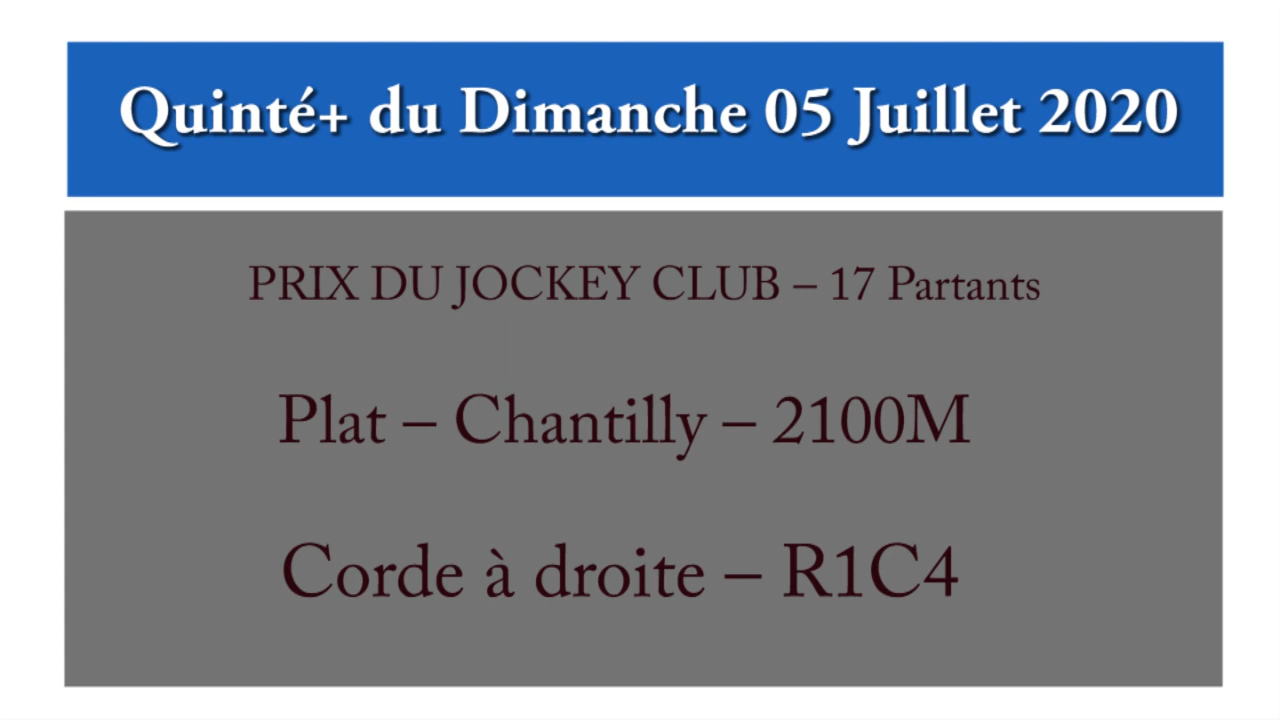 Quinté+ du Dimanche 05 Juillet 2020
PRIX DU JOCKEY CLUB – 17 Partants
Plat – Chantilly – 2100M
Corde à droite – R1C4